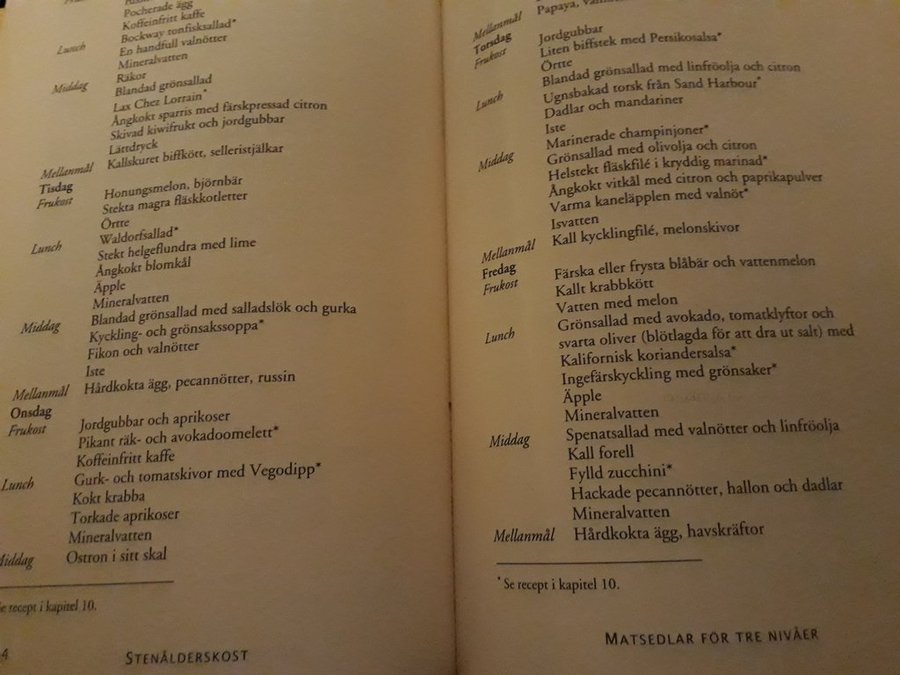 Pocherade ägg
Koffeinfritt kaffe
Lunch Bockway tonfisksallad*
En handfull valnötter
Mineralvatten
Middag Räkor
Blandad grönsallad
Lax Chez Lorrain*
Ångkokt sparris med färskpressad citron
Skivad kiwifrukt och jordgubbar
Lättdryck
Mellanmål Kallskuret biffkött, selleristjälkar
Tisdag
Frukost Honungsmelon, björnbär
Stekta magra fläskkotletter
Örtte
Lunch Waldorfsallad*
Stekt helgeflundra med lime
Ångkokt blomkål
Äpple
Mineralvatten
Middag Blandad grönsallad med salladslök och gurka
Kyckling- och grönsakssoppa*
Fikon och valnötter
Iste
Mellanmål Hårdkokta ägg, pecannötter, russin
Onsdag
Frukost Jordgubbar och aprikoser
Pikant räk- och avokadoomelett*
Koffeinfritt kaffe
Lunch Gurk- och tomatskivor med Vegodipp*
Kokt krabba
Torkade aprikoser
Mineralvatten
Middag Ostron i sitt skal
Se recept i kapitel 10.
4 STENÅLDERSKOST
Mellanmål Papaya,
Torsdag
Frukost Jordgubbar
Liten biffstek med Persikosalsa*
Örtte
Lunch Blandad grönsallad med linfröolja och citron
Ugnsbakad torsk från Sand Harbour*
Dadlar och mandariner
Iste
Middag Marinerade champinjoner*
Grönsallad med olivolja och citron
Helstekt fläskfilé i kryddig marinad*
Ångkokt vitkål med citron och paprikapulver
Varma kaneläpplen med valnöt*
Isvatten
Mellanmål Kall kycklingfilé, melonskivor
Fredag
Frukost Färska eller frysta blåbär och vattenmelon
Kallt krabbkött
Vatten med melon
Lunch Grönsallad med avokado, tomatklyftor och
svarta oliver (blötlagda för att dra ut salt) med
Kalifornisk koriandersalsa*
Ingefärskyckling med grönsaker*
Äpple
Mineralvatten
Middag Spenatsallad med valnötter och linfröolja
Kall forell
Fylld zucchini*
Hackade pecannötter, hallon och dadlar
Mineralvatten
Mellanmål Hårdkokta ägg, havskräftor
* Se recept i kapitel 10.
MATSEDLAR FÖR TRE NIVÅER